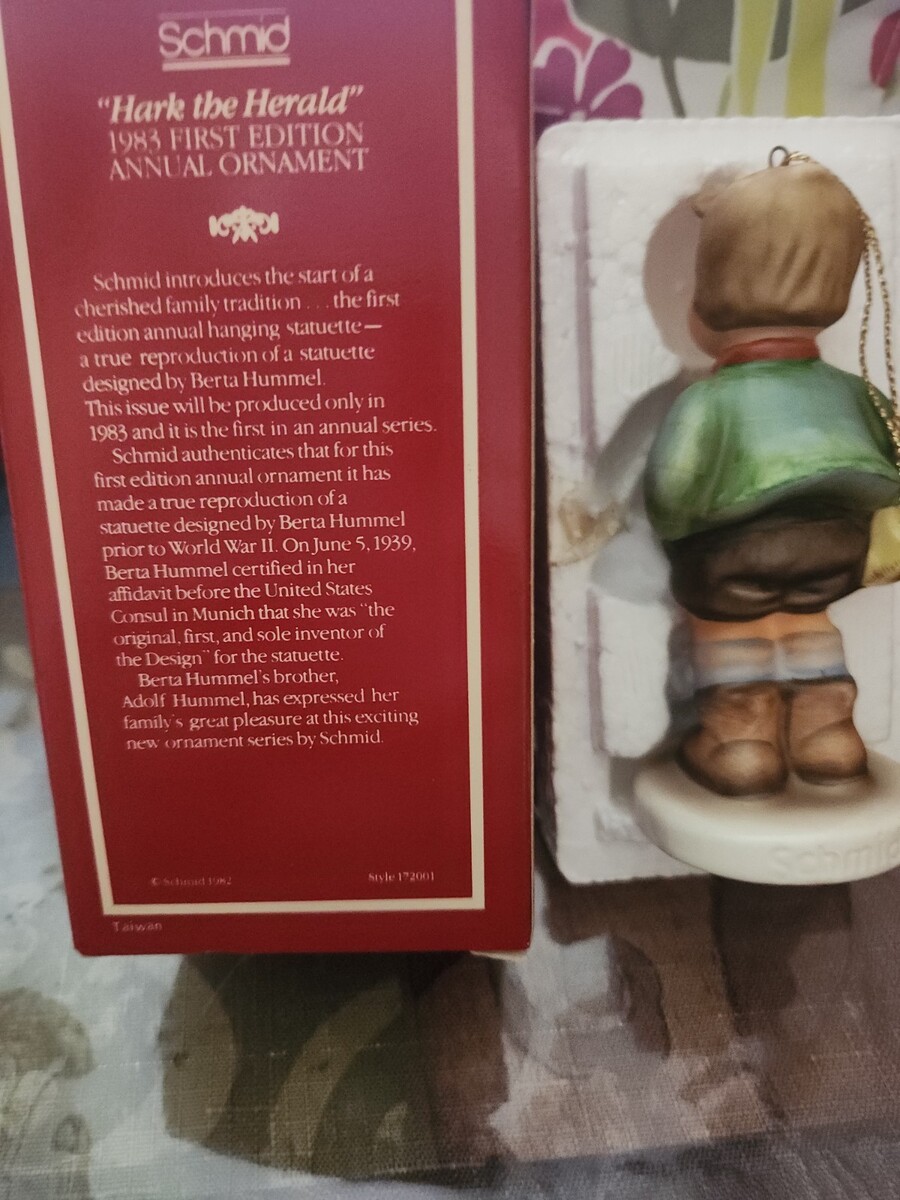 Schmid
"Hark the Herald"
1983 FIRST EDITION
ANNUAL ORNAMENT
Schmid introduces the start of a
cherished family tradition . . . the first
edition annual hanging statuette—
a true reproduction of a statuette
designed by Berta Hummel.
This issue will be produced only in
1983 and it is the first in an annual series.
Schmid authenticates that for this
first edition annual ornament it has
made a true reproduction of a
statuette designed by Berta Hummel
prior to World War II. On June 5, 1939,
Berta Hummel certified in her
affidavit before the United States
Consul in Munich that she was "the
original, first, and sole inventor of
the Design" for the statuette.
Berta Hummel's brother,
Adolf Hummel, has expressed her
family's great pleasure at this exciting
new ornament series by Schmid.
© Schmid 1982
Style 172001
Taiwan
Schmid